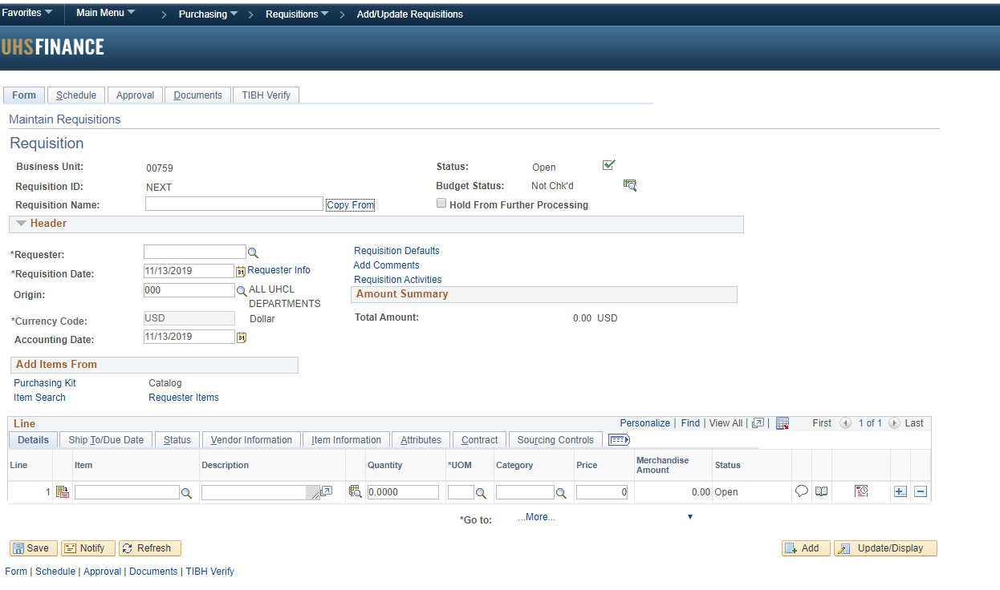 Favorites Main Menu > Purchasing > Requisitions > Add/Update Requisitions
UHSFINANCE
Form Schedule Approval Documents TIBH Verify
Maintain Requisitions
Requisition
Business Unit: 00759 Status: Open
Requisition ID: NEXT Budget Status: Not Chk'd
Requisition Name: Copy From Hold From Further Processing
Header
*Requester: Requisition Defaults
*Requisition Date: 11/13/2019 31 Requester Info Add Comments
Requisition Activities
Origin: 000 ALL UHCL
DEPARTMENTS
Amount Summary
*Currency Code: USD Dollar Total Amount: 0.00 USD
Accounting Date: 11/13/2019 31
Add Items From
Purchasing Kit Catalog
Item Search Requester Items
Line Personalize | Find | View All | | First 1 of 1 Last
Details Ship To/Due Date Status Vendor Information Item Information Attributes Contract Sourcing Controls
Line Item Description Quantity *UOM Category Price Merchandise Amount Status
1 0.0000 0 0.00 Open
*Go to: ...More...
Save Notify Refresh Add Update/Display
Form | Schedule | Approval | Documents | TIBH Verify